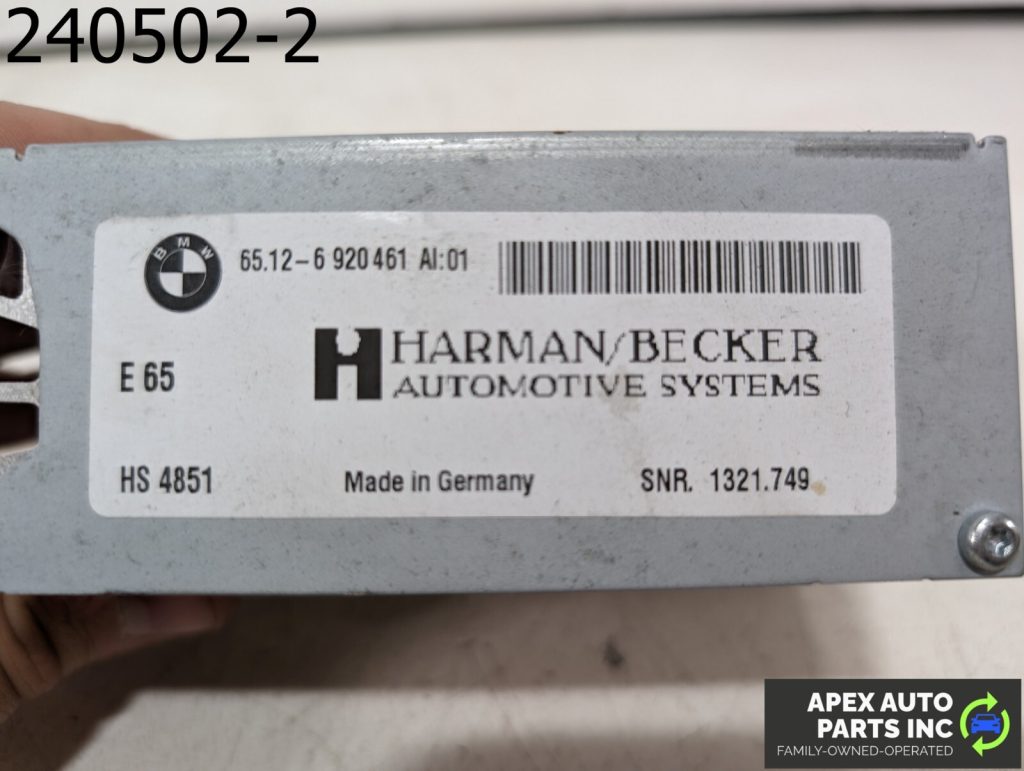 240502-2
BMW
65.12-6 920 461 AI:01
HARMAN/BECKER
AUTOMOTIVE SYSTEMS
E 65
HS 4851
Made in Germany
SNR. 1321.749
APEX AUTO
PARTS INC
FAMILY-OWNED-OPERATED